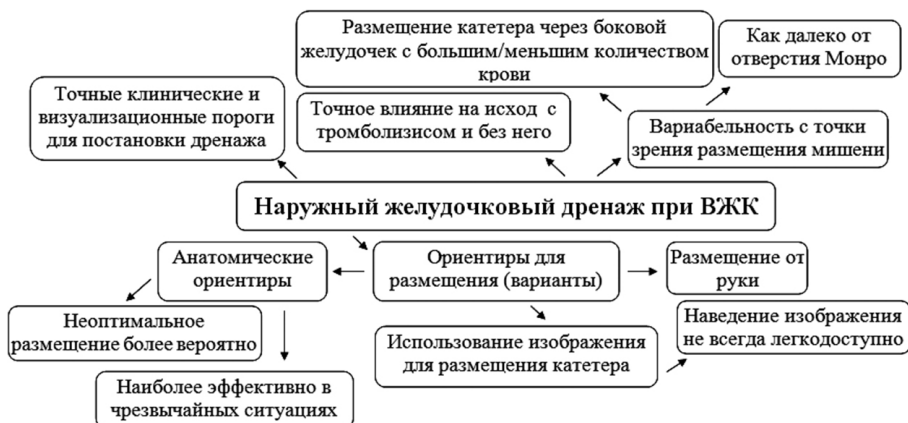 Размещение катетера через боковой
желудочек с большим/меньшим количеством
крови
Как далеко от
отверстия Монро
Точные клинические и
визуализационные пороги
для постановки дренажа
Точное влияние на исход с
тромболизисом и без него
Вариабельность с точки
зрения размещения мишени
Наружный желудочковый дренаж при ВЖК
Анатомические
ориентиры
Ориентиры для
размещения (варианты)
Размещение от
руки
Неоптимальное
размещение более вероятно
Использование изображения
для размещения катетера
Наведение изображения
не всегда легкодоступно
Наиболее эффективно в
чрезвычайных ситуациях